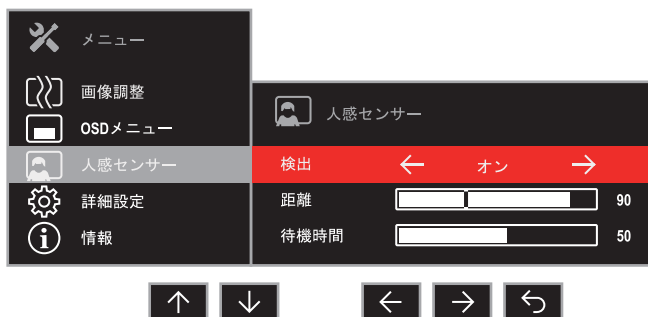 メニュー
画像調整
OSDメニュー
人感センサー
詳細設定
情報
人感センサー
検出 ← オン →
距離 90
待機時間 50